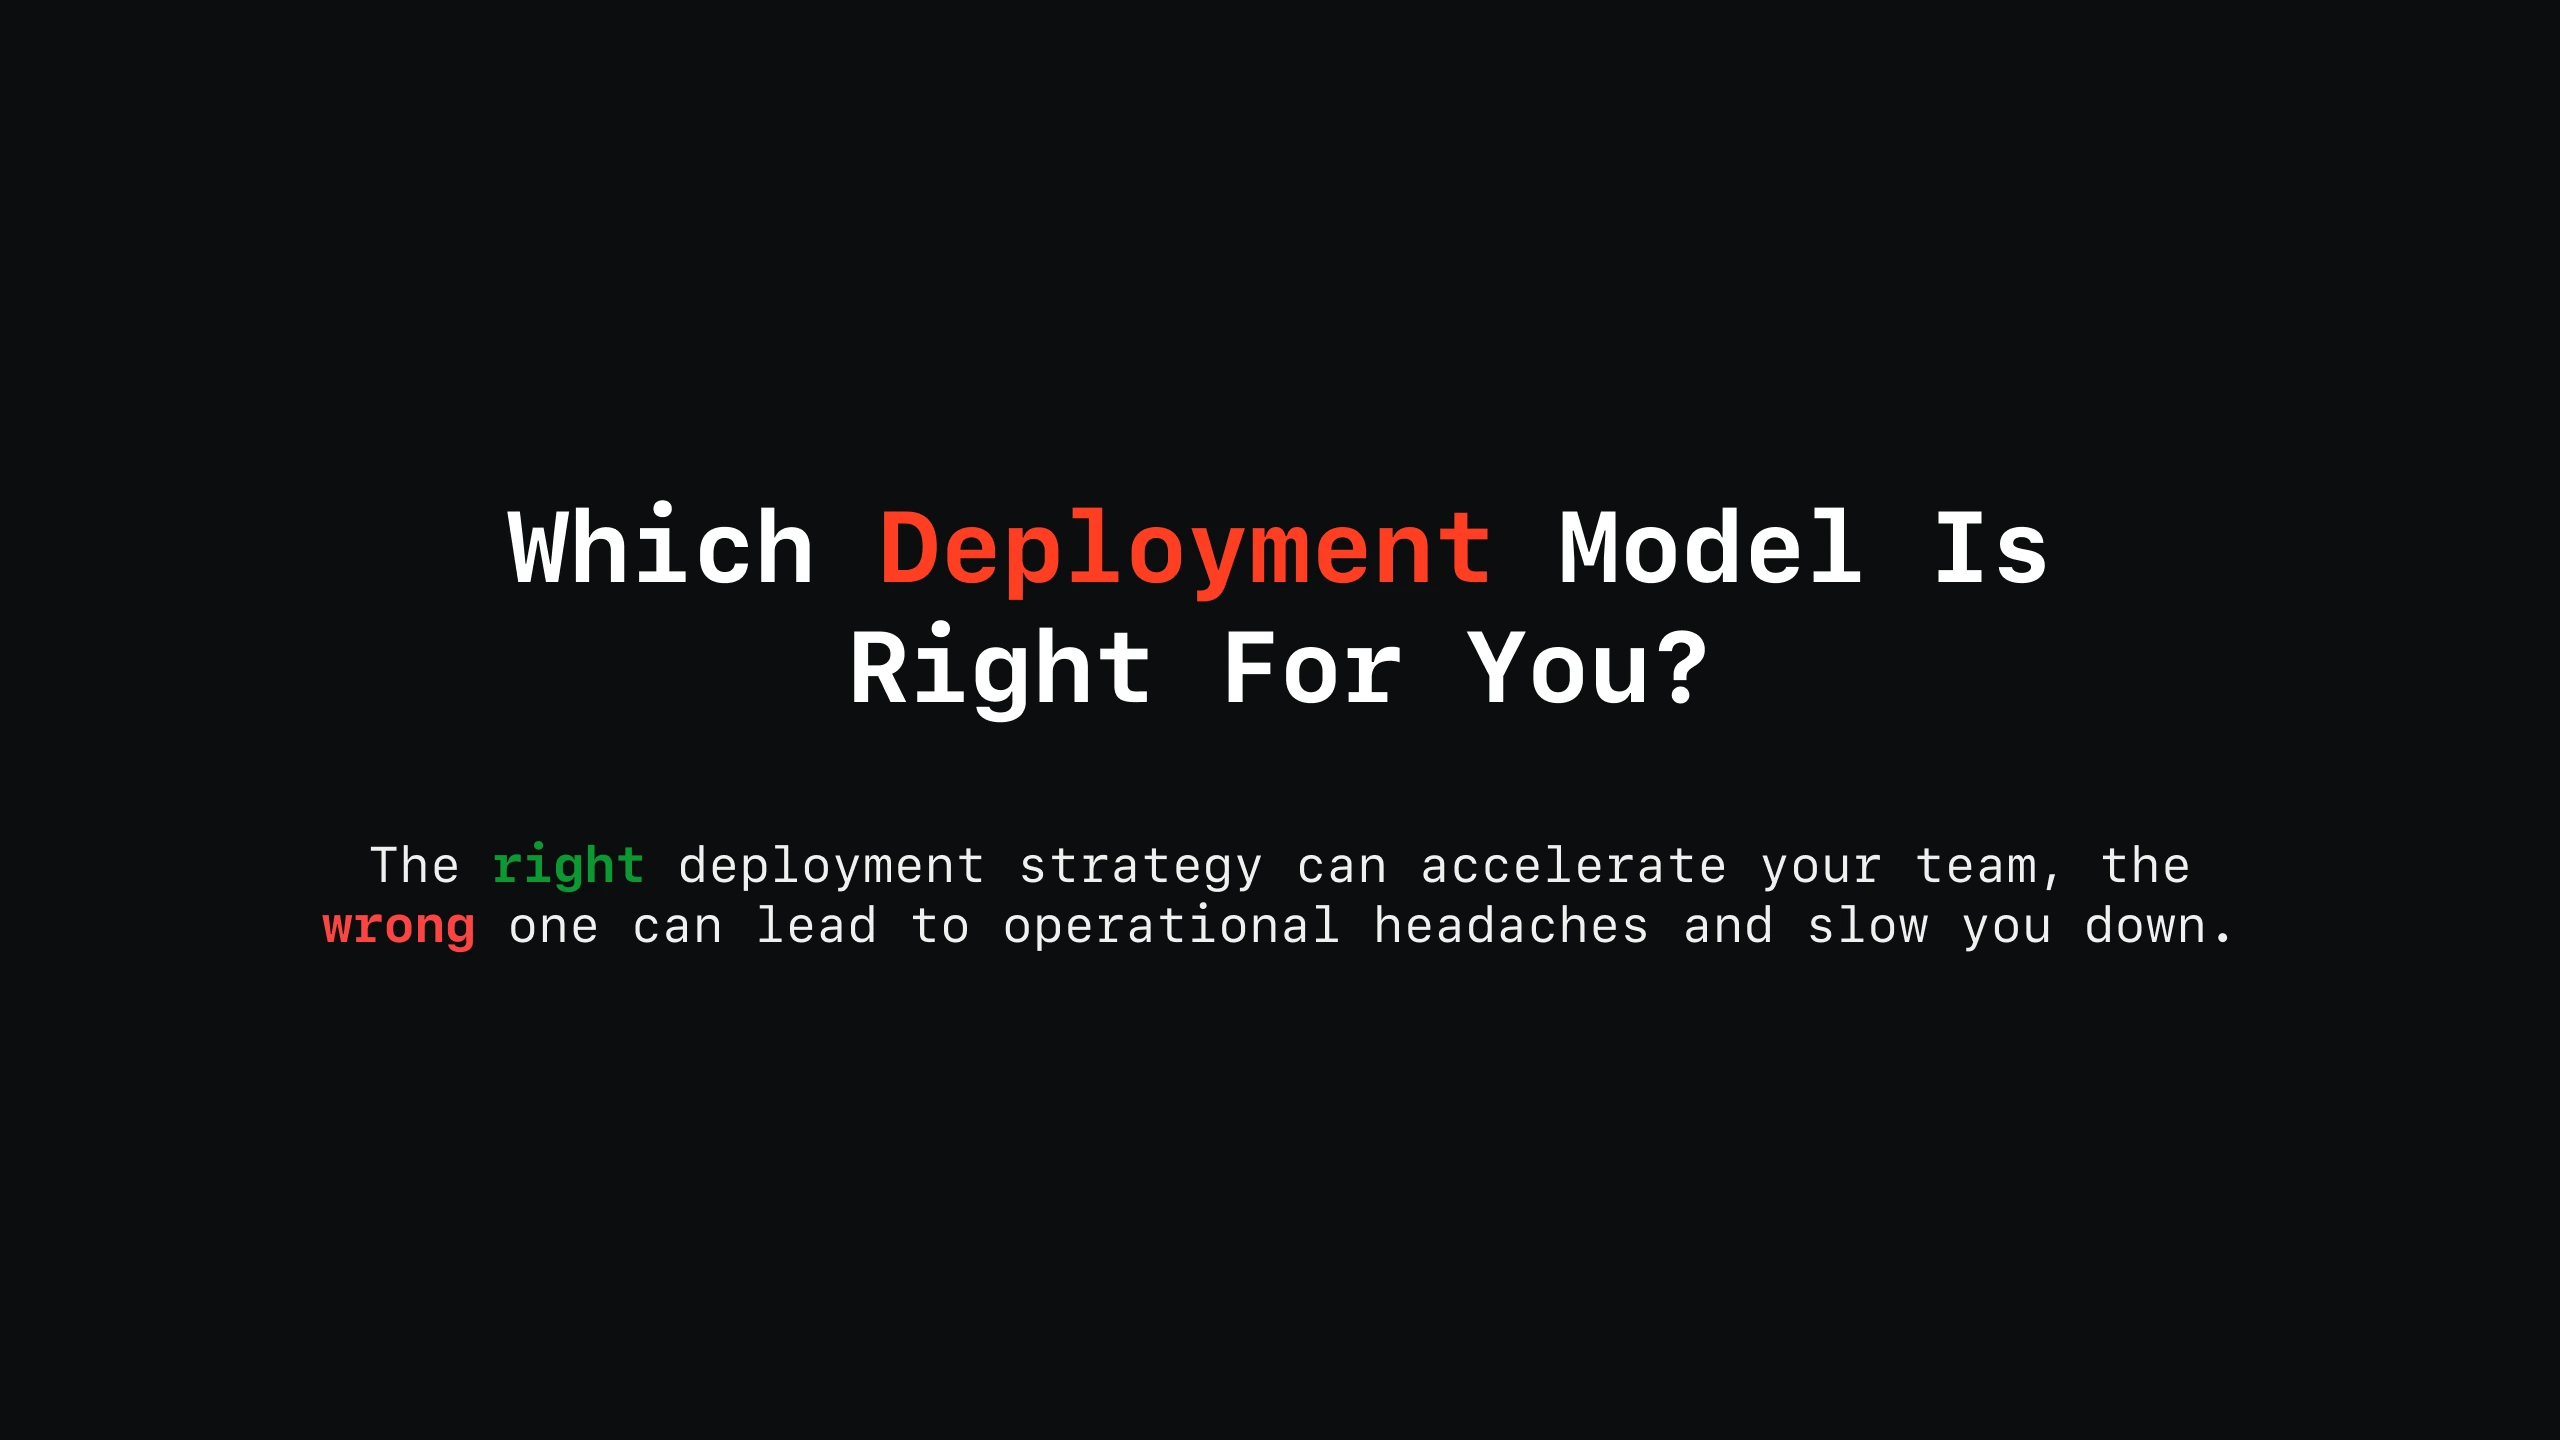 Which Deployment Model Is
Right For You?
The right deployment strategy can accelerate your team, the
wrong one can lead to operational headaches and slow you down.